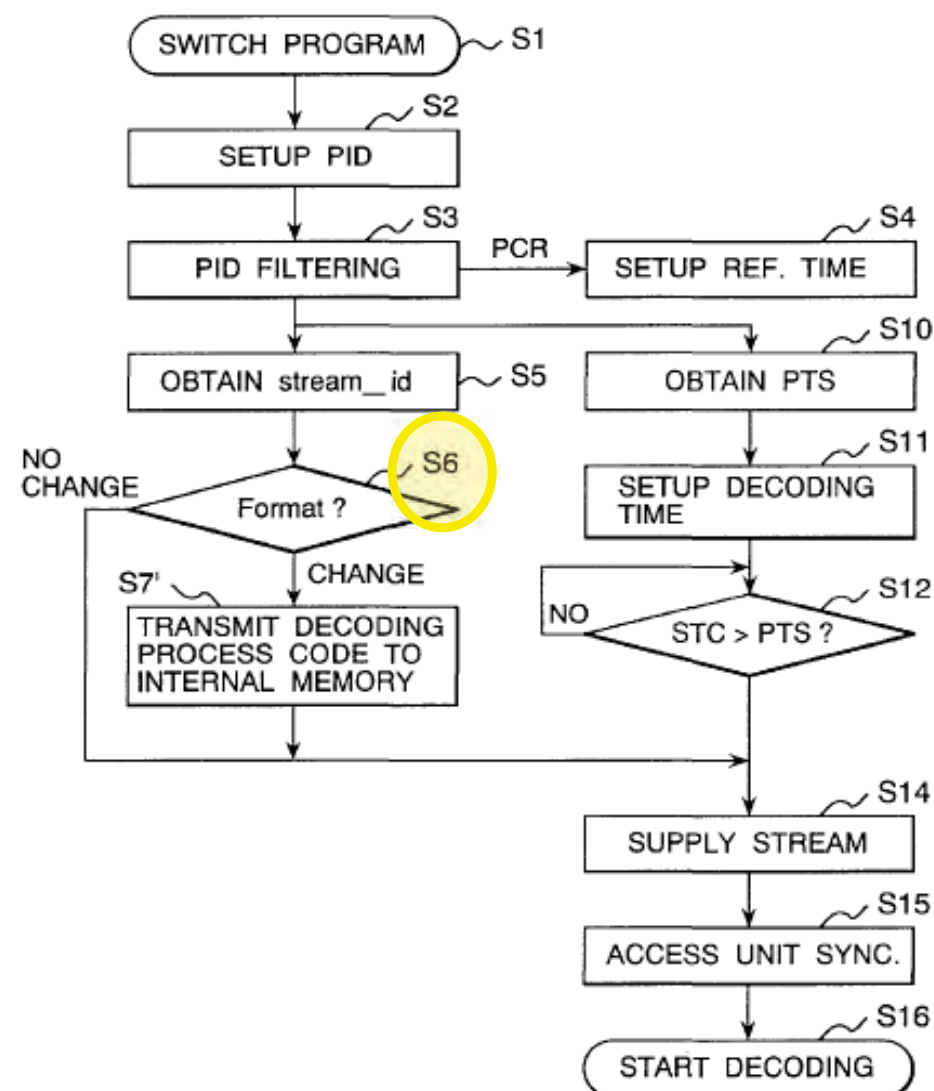 SWITCH PROGRAM
S1
S2
SETUP PID
S3
PID FILTERING
PCR
S4
SETUP REF. TIME
OBTAIN stream__id
S5
S10
OBTAIN PTS
S6
Format ?
NO
CHANGE
CHANGE
S7'
TRANSMIT DECODING
PROCESS CODE TO
INTERNAL MEMORY
S11
SETUP DECODING
TIME
S12
STC > PTS ?
NO
S14
SUPPLY STREAM
S15
ACCESS UNIT SYNC.
S16
START DECODING